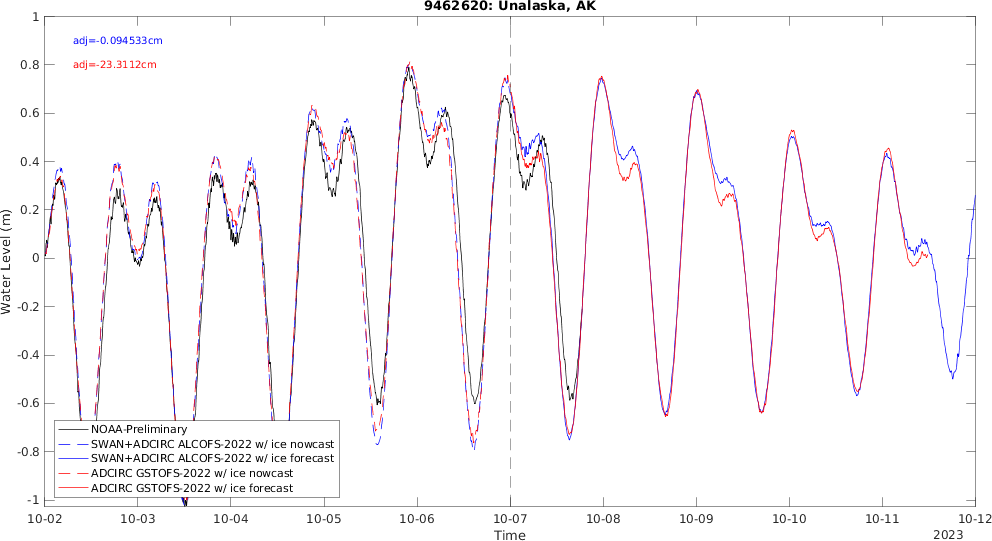 9462620: Unalaska, AK
adj=-0.094533cm
adj=-23.3112cm
Water Level (m)
1
0.8
0.6
0.4
0.2
0
-0.2
-0.4
-0.6
-0.8
-1
NOAA-Preliminary
SWAN+ADCIRC ALCOFS-2022 w/ ice nowcast
SWAN+ADCIRC ALCOFS-2022 w/ ice forecast
ADCIRC GSTOFS-2022 w/ ice nowcast
ADCIRC GSTOFS-2022 w/ ice forecast
10-02 10-03 10-04 10-05 10-06 10-07 10-08 10-09 10-10 10-11 10-12
Time
2023